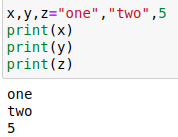 x,y,z="one","two",5
print(x)
print(y)
print(z)
one
two
5